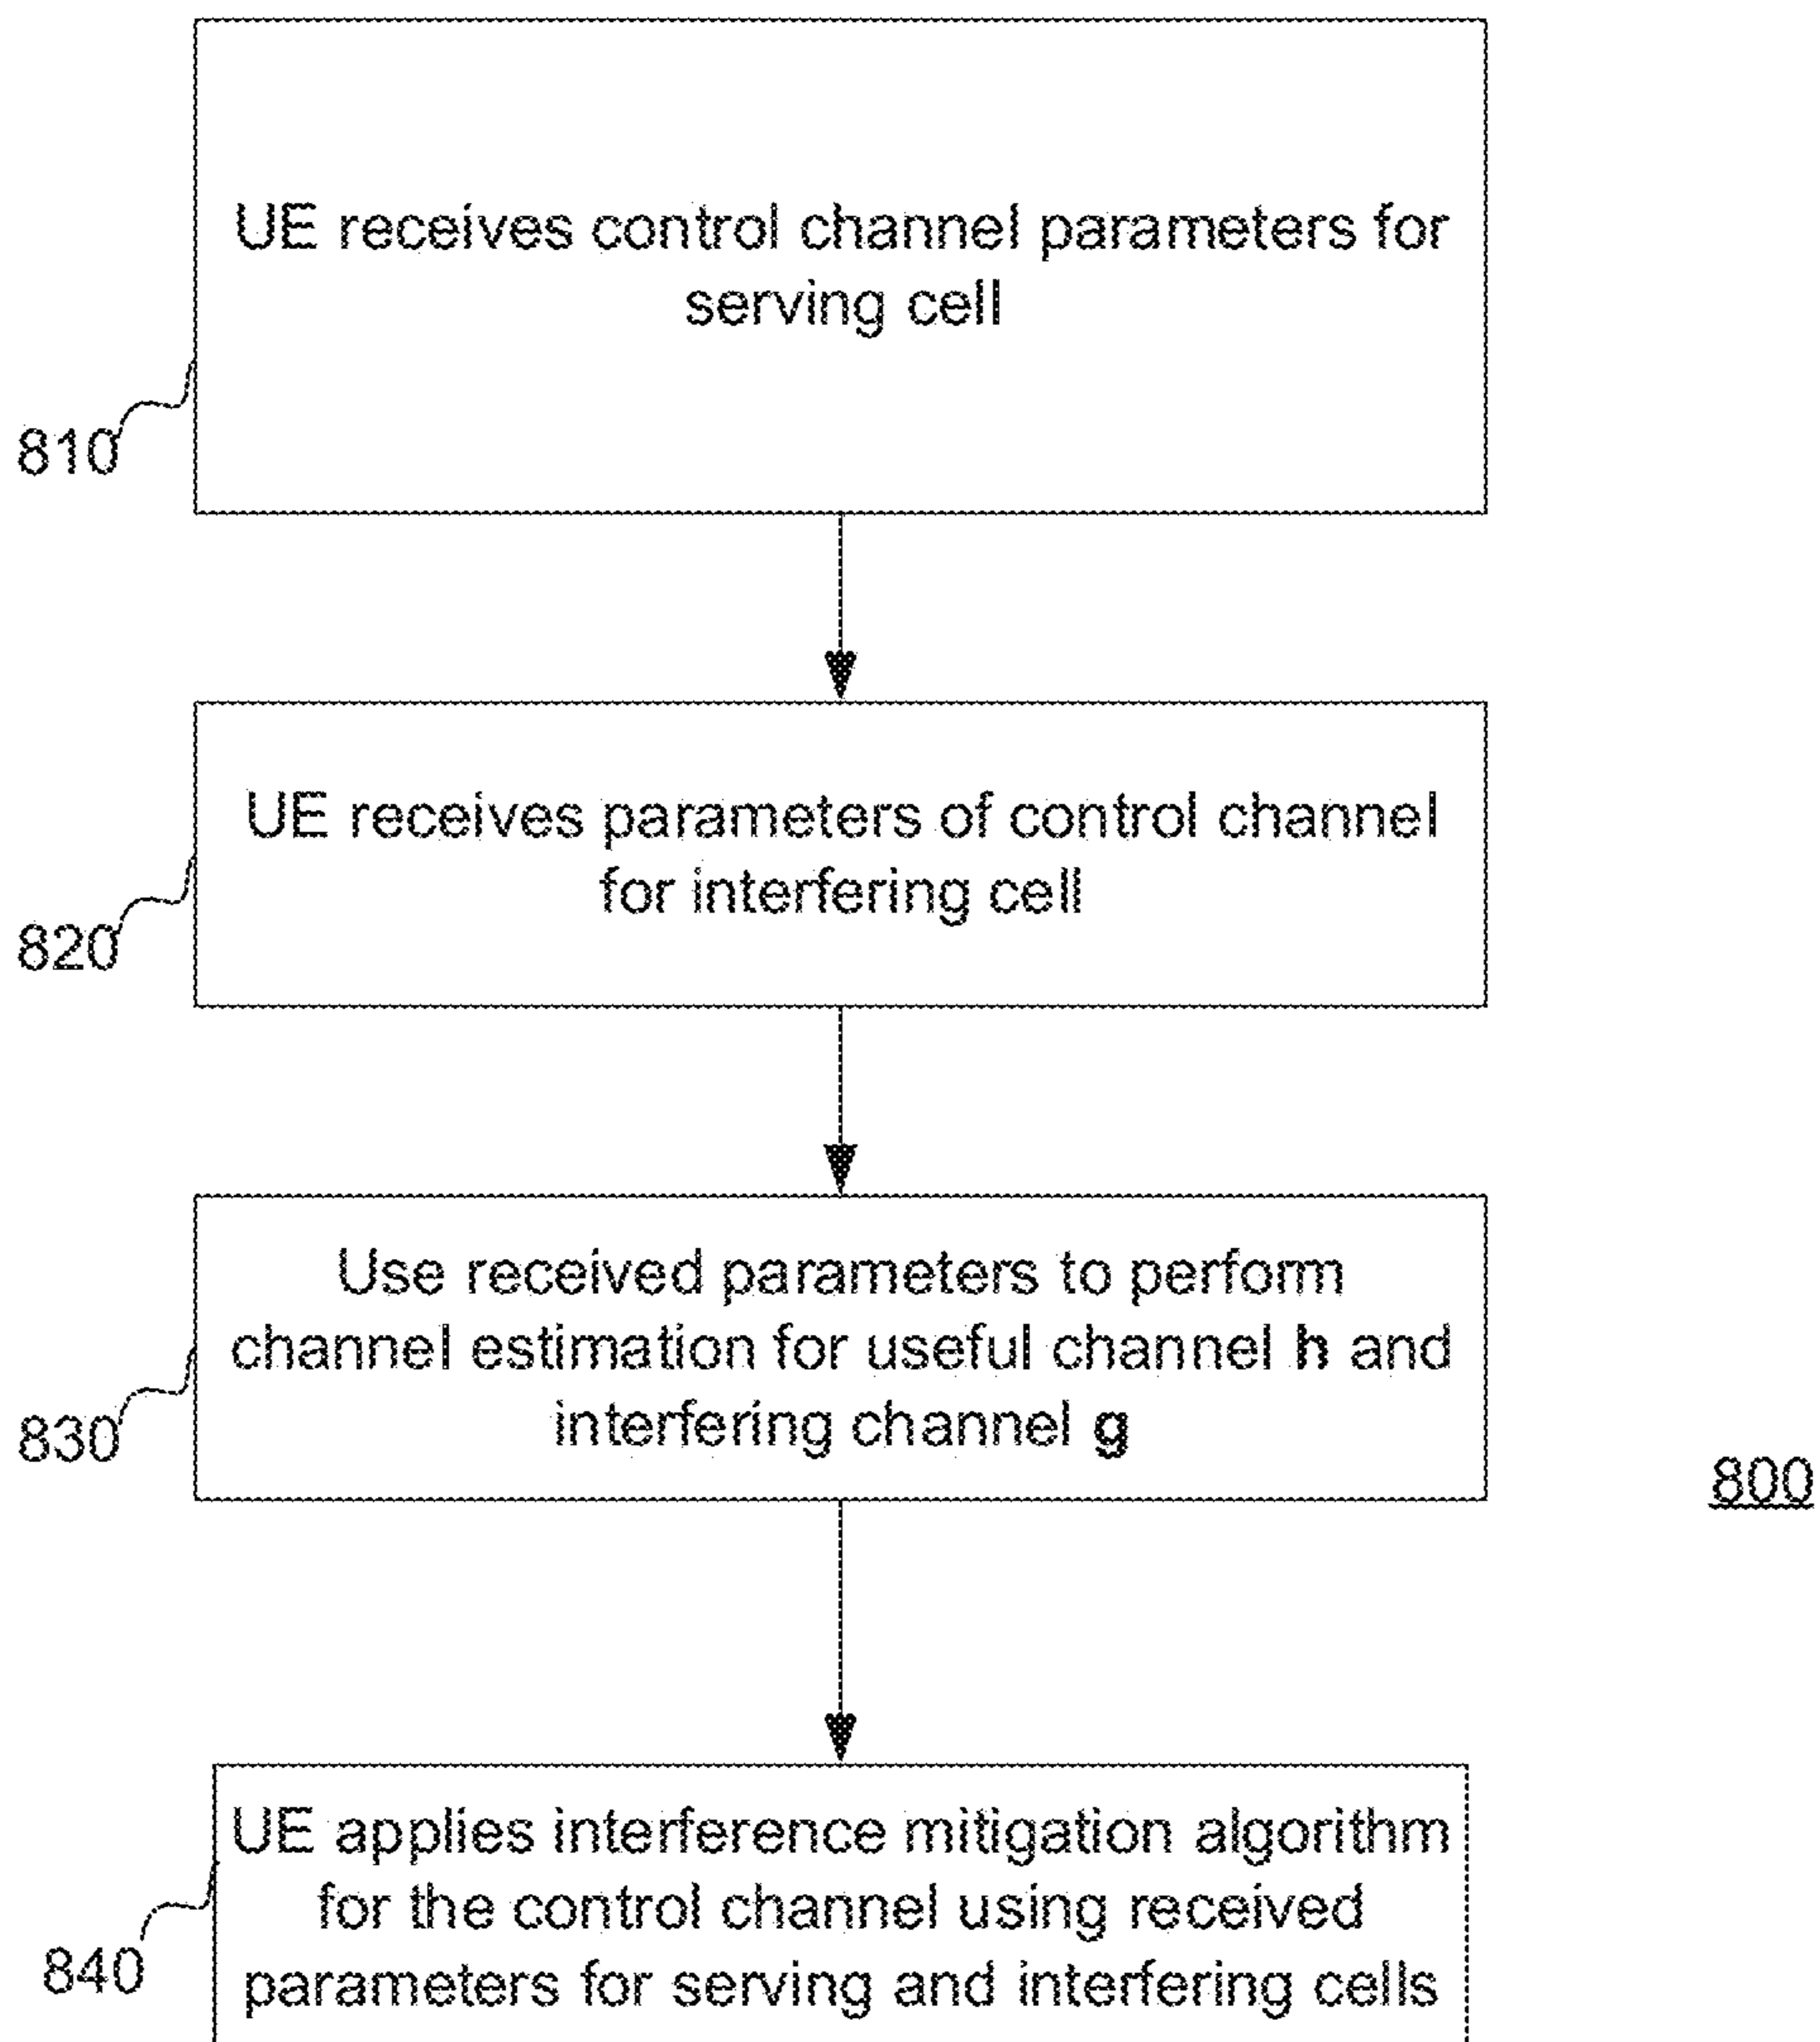 UE receives control channel parameters for
serving cell
810
UE receives parameters of control channel
for interfering cell
820
Use received parameters to perform
channel estimation for useful channel h and
interfering channel g
830
800
UE applies interference mitigation algorithm
for the control channel using received
parameters for serving and interfering cells
840